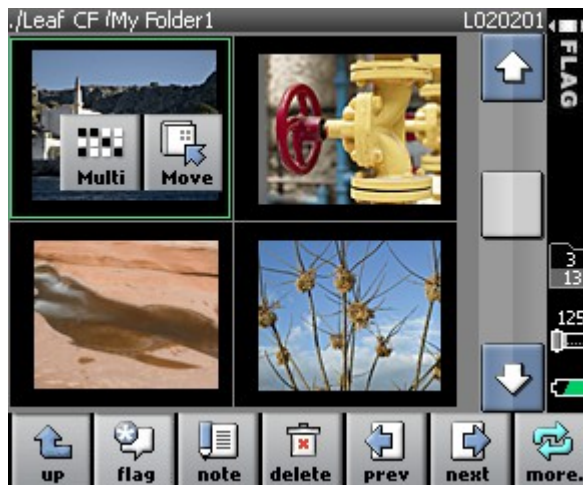 ./Leaf CF /My Folder1 L020201
FLAG
Multi Move
3
13
125
up flag note delete prev next more.